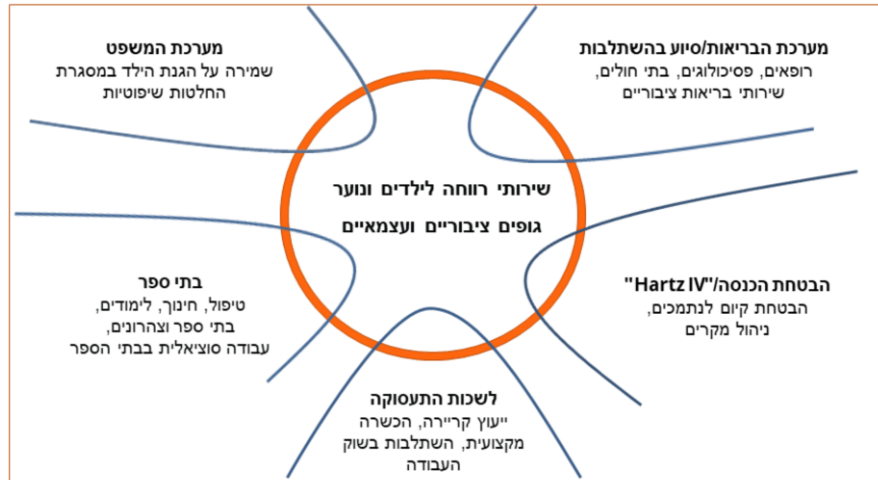 מערכת הבריאות/סיוע בהשתלבות
רופאים, פסיכולוגים, בתי חולים,
שירותי בריאות ציבוריים
מערכת המשפט
שמירה על הגנת הילד במסגרת
החלטות שיפוטיות
שירותי רווחה לילדים ונוער
גופים ציבוריים ועצמאיים
הבטחת הכנסה/"Hartz IV"
הבטחת קיום לנתמכים,
ניהול מקרים
בתי ספר
טיפול, חינוך, לימודים,
בתי ספר וצהרונים,
עבודה סוציאלית בבתי הספר
לשכות התעסוקה
ייעוץ קריירה, הכשרה
מקצועית, השתלבות בשוק
העבודה